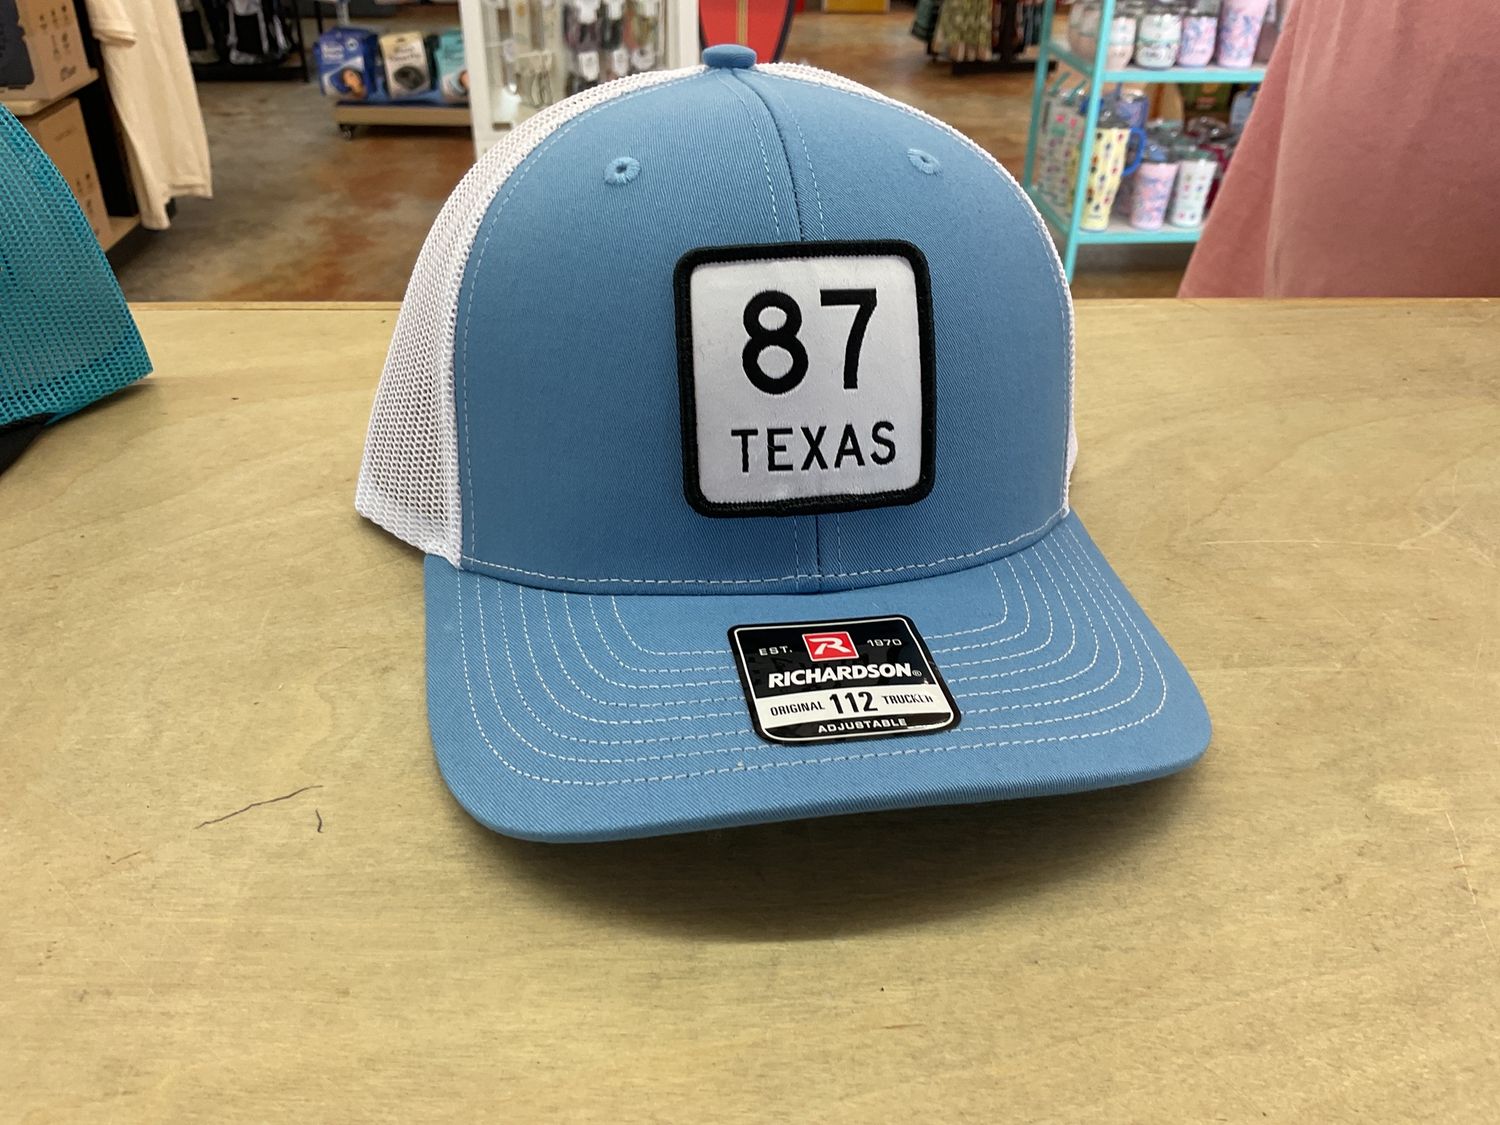 87
TEXAS
EST. R 1970
RICHARDSON®
ORIGINAL 112 TRUCKER
ADJUSTABLE